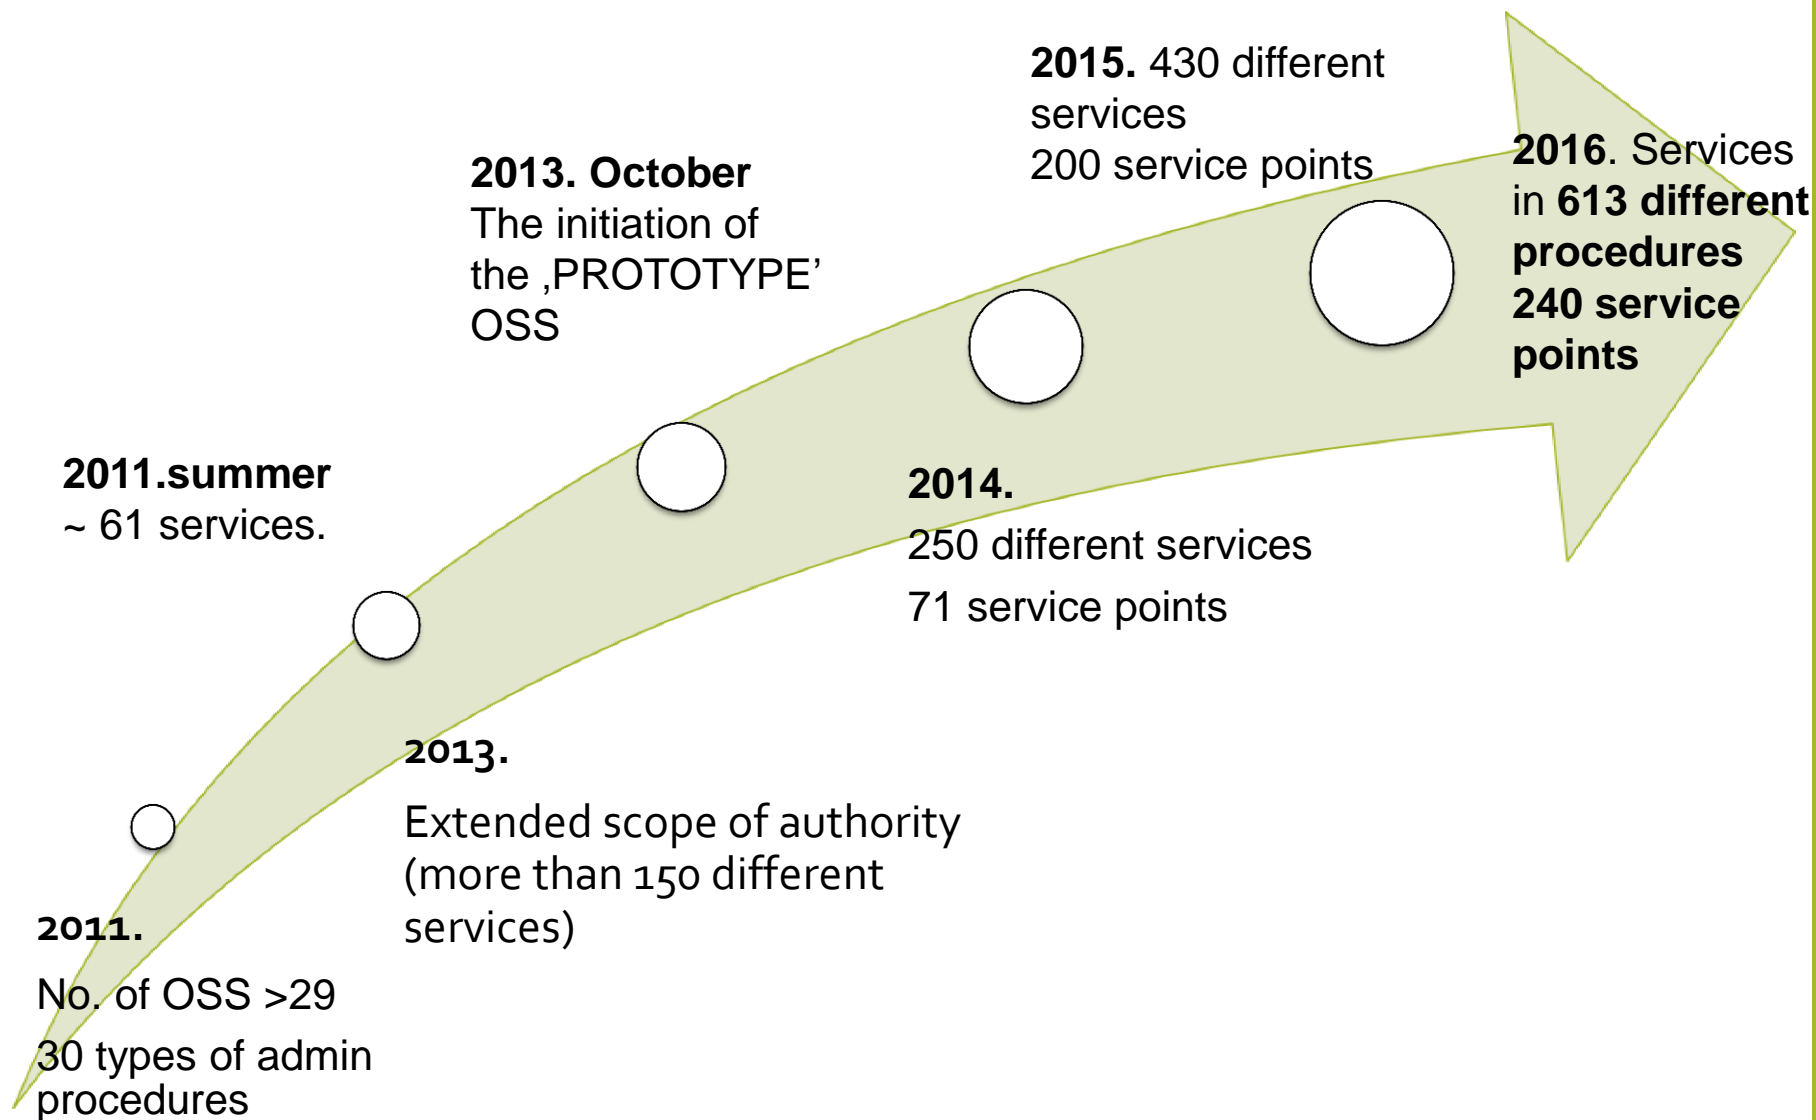 2011.
No. of OSS >29
30 types of admin
procedures
2011.summer
~ 61 services.
2013.
Extended scope of authority
(more than 150 different
services)
2013. October
The initiation of
the ‚PROTOTYPE’
OSS
2014.
250 different services
71 service points
2015. 430 different
services
200 service points
2016. Services
in 613 different
procedures
240 service
points